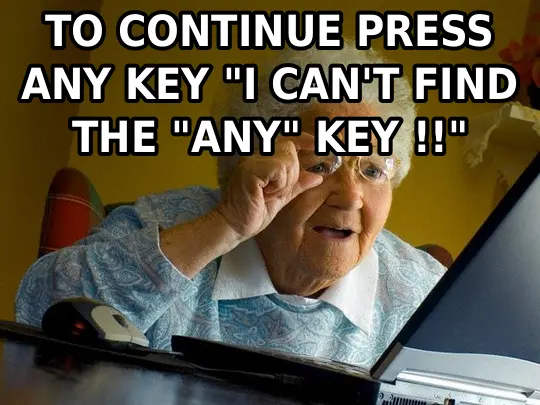 TO CONTINUE PRESS
ANY KEY "I CAN'T FIND
THE "ANY" KEY !!"